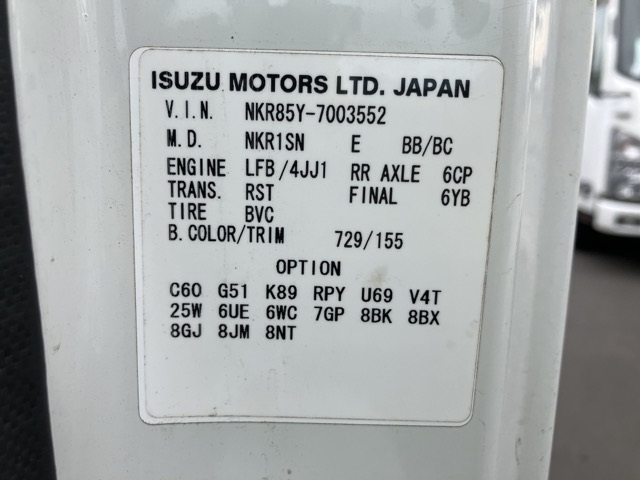 ISUZU MOTORS LTD. JAPAN
V.I.N. NKR85Y-7003552
M.D. NKR1SN E BB/BC
ENGINE LFB/4JJ1 RR AXLE 6CP
TRANS. RST FINAL 6YB
TIRE BVC
B.COLOR/TRIM 729/155
OPTION
C60 G51 K89 RPY U69 V4T
25W 6UE 6WC 7GP 8BK 8BX
8GJ 8JM 8NT